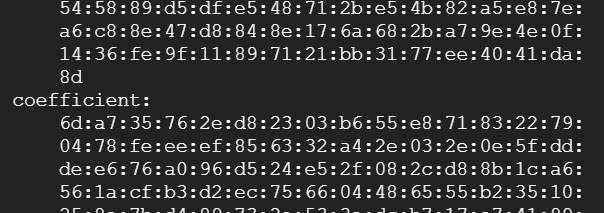 54:58:89:d5:df:e5:48:71:2b:e5:4b:82:a5:e8:7e:
a6:c8:8e:47:d8:84:8e:17:6a:68:2b:a7:9e:4e:0f:
14:36:fe:9f:11:89:71:21:bb:31:77:ee:40:41:da:
8d
coefficient:
6d:a7:35:76:2e:d8:23:03:b6:55:e8:71:83:22:79:
04:78:fe:ee:ef:85:63:32:a4:2e:03:2e:0e:5f:dd:
de:e6:76:a0:96:d5:24:e5:2f:08:2c:d8:8b:1c:a6:
56:1a:cf:b3:d2:ec:75:66:04:48:65:55:b2:35:10: